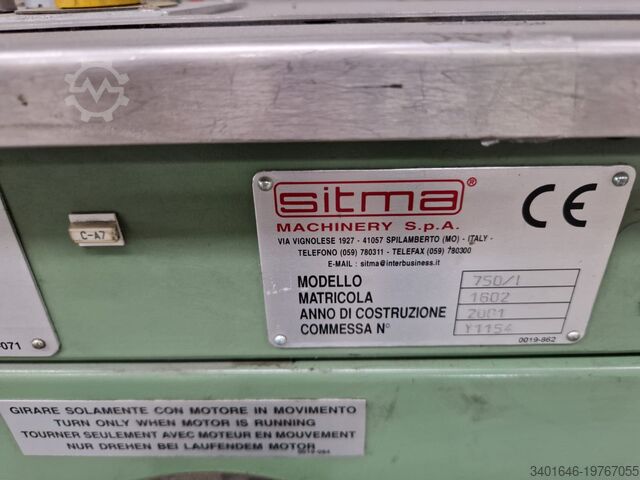 sitma®
MACHINERY S.p.A.
VIA VIGNOLESE 1927 - 41057 SPILAMBERTO (MO) - ITALY -
TELEFONO (059) 780311 - TELEFAX (059) 780300
E-MAIL : sitma@interbusiness.it
MODELLO 750/I
MATRICOLA 1602
ANNO DI COSTRUZIONE 2001
COMMESSA N° Y1154
0019-862
CE
C-A7
-071
GIRARE SOLAMENTE CON MOTORE IN MOVIMENTO
TURN ONLY WHEN MOTOR IS RUNNING
TOURNER SEULEMENT AVEC MOTEUR EN MOUVEMENT
NUR DREHEN BEI LAUFENDEM MOTOR
0019-084
3401646-19767055